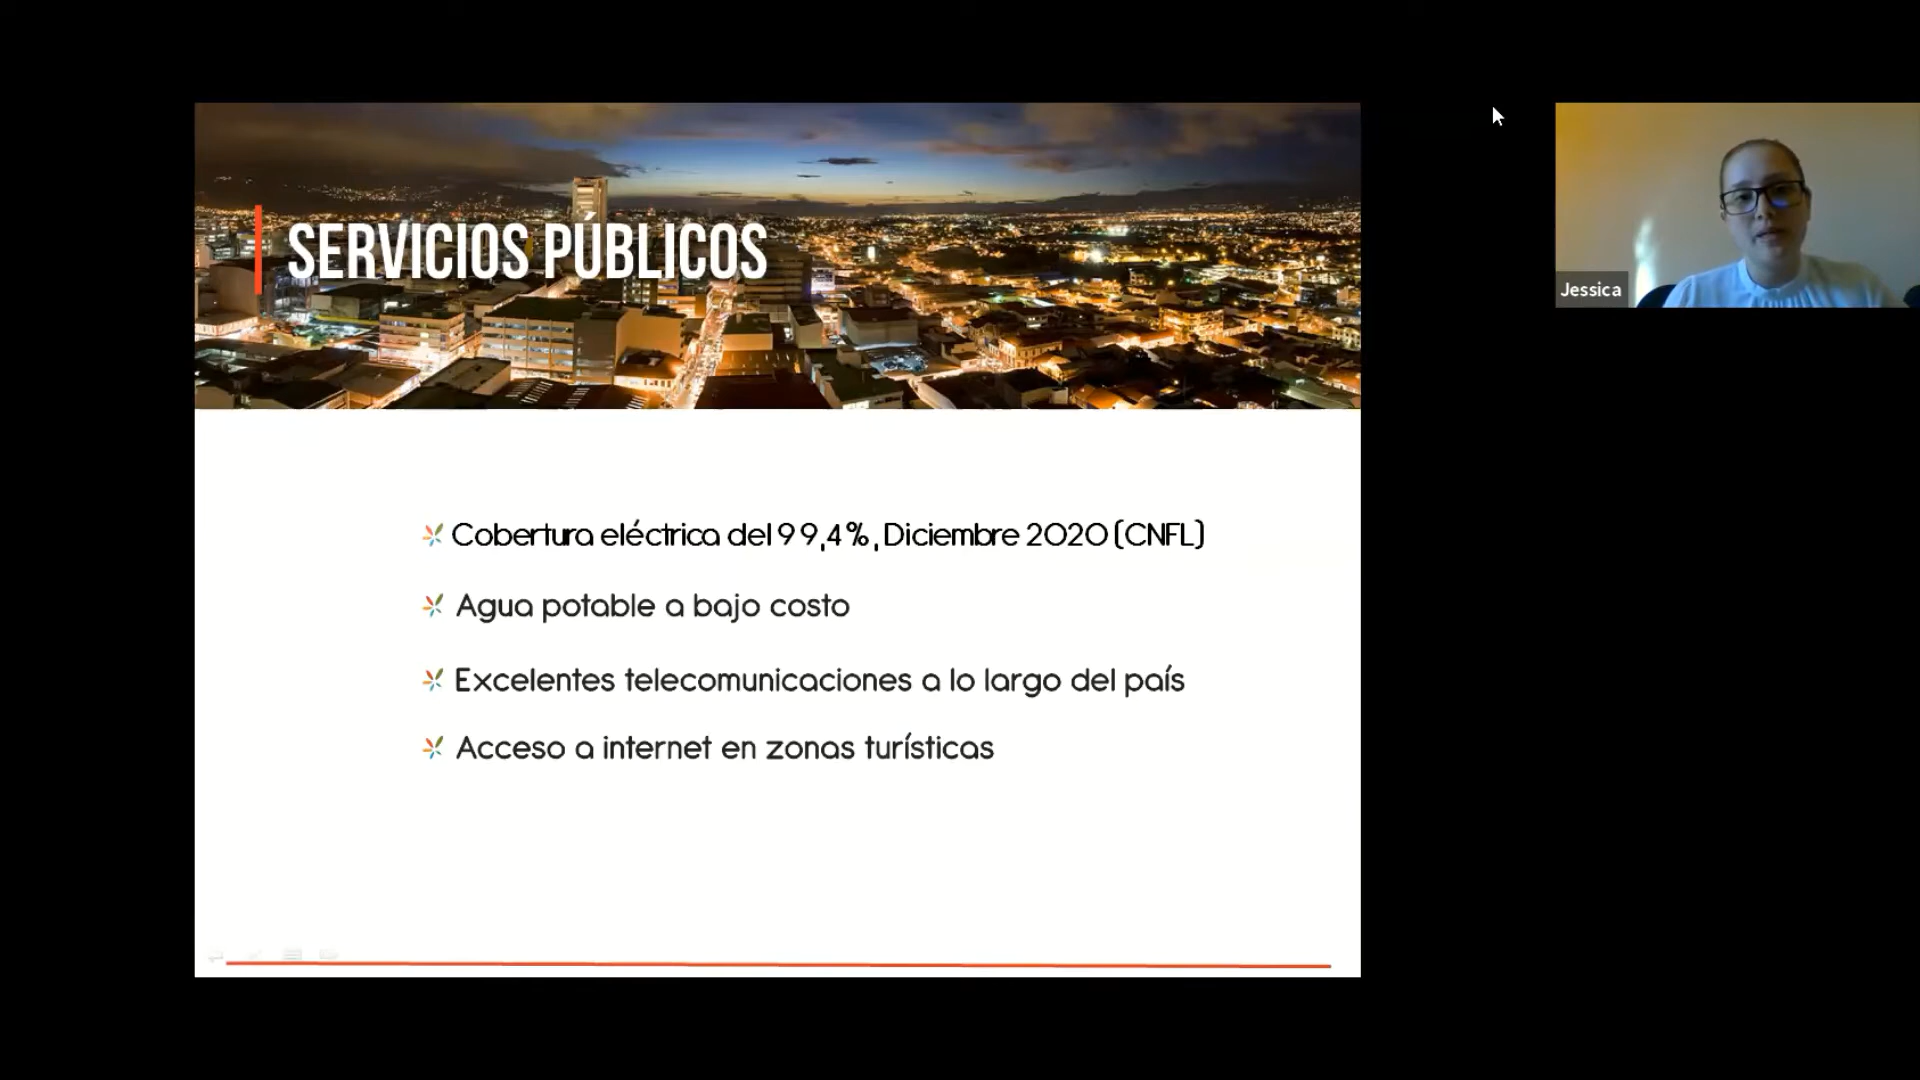 SERVICIOS PÚBLICOS
Cobertura eléctrica del 99,4%, Diciembre 2020 (CNFL)
Agua potable a bajo costo
Excelentes telecomunicaciones a lo largo del país
Acceso a internet en zonas turísticas
Jessica